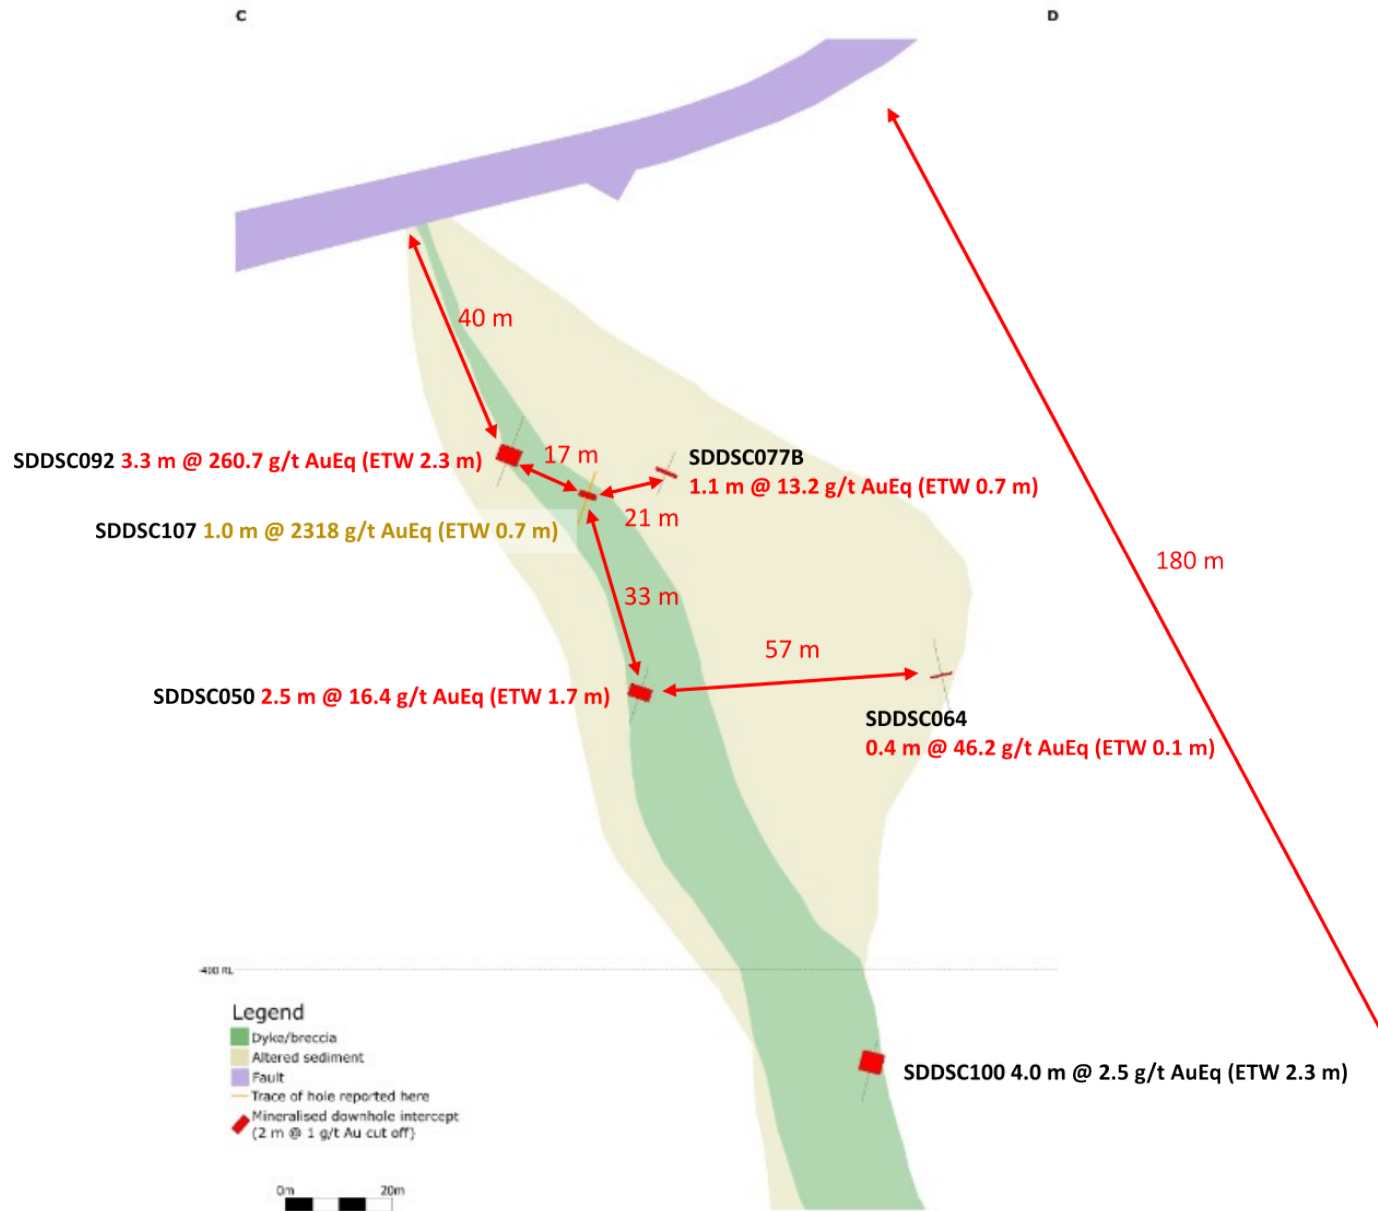 C
D
40 m
SDDSC092 3.3 m @ 260.7 g/t AuEq (ETW 2.3 m)
17 m
SDDSC077B
1.1 m @ 13.2 g/t AuEq (ETW 0.7 m)
SDDSC107 1.0 m @ 2318 g/t AuEq (ETW 0.7 m)
21 m
180 m
33 m
57 m
SDDSC050 2.5 m @ 16.4 g/t AuEq (ETW 1.7 m)
SDDSC064
0.4 m @ 46.2 g/t AuEq (ETW 0.1 m)
-400 RL
Legend
Dyke/breccia
Altered sediment
Fault
Trace of hole reported here
Mineralised downhole intercept
(2 m @ 1 g/t Au cut off)
SDDSC100 4.0 m @ 2.5 g/t AuEq (ETW 2.3 m)
0m 20m